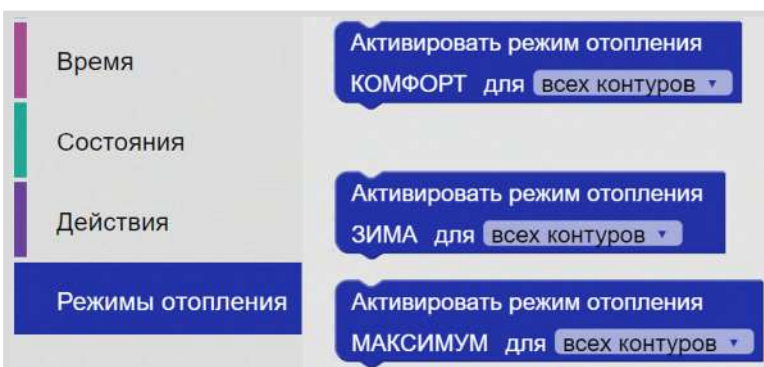 Время
Состояния
Действия
Режимы отопления
Активировать режим отопления
КОМФОРТ для всех контуров
Активировать режим отопления
ЗИМА для всех контуров
Активировать режим отопления
МАКСИМУМ для всех контуров